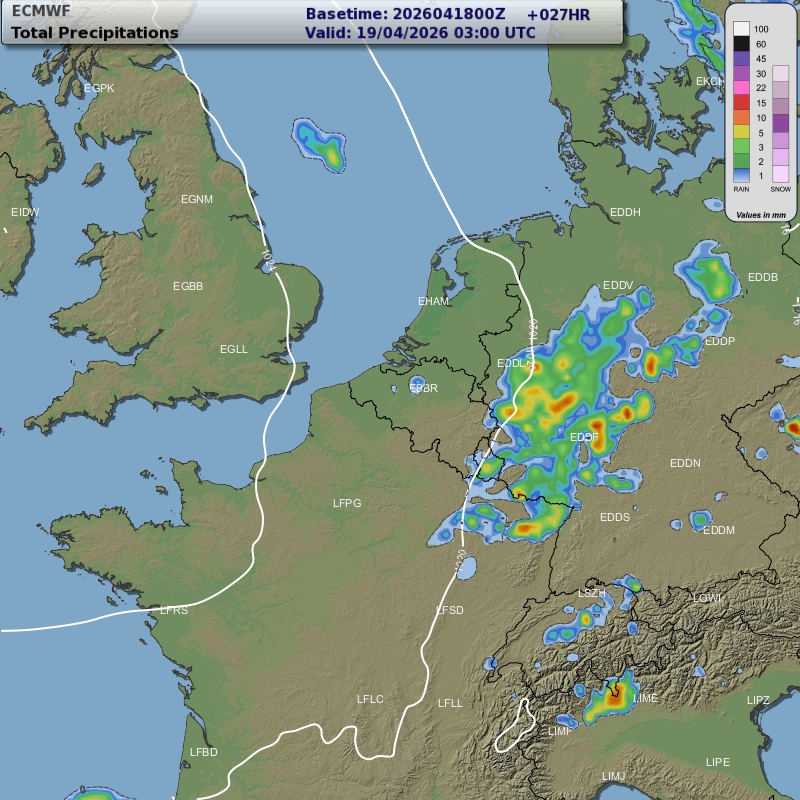 ECMWF
Basetime: 2026041800Z +027HR
Total Precipitations
Valid: 19/04/2026 03:00 UTC
100
60
45
30
22
15
10
5
3
2
1
RAIN SNOW
Values in mm
EGPK
EKCH
EIDW
EGNM
EDDH
1024
EGBB
EHAM
EDDV
EDDB
EGLL
1020
EDDP
EDDL
EBBR
EDDF
EDDN
LFPG
EDDS
EDDM
1020
LSZH
LOWI
LFRS
LFSD
LFLC
LFLL
LIME
LIPZ
LIMF
LFBD
LIPE
LIMJ